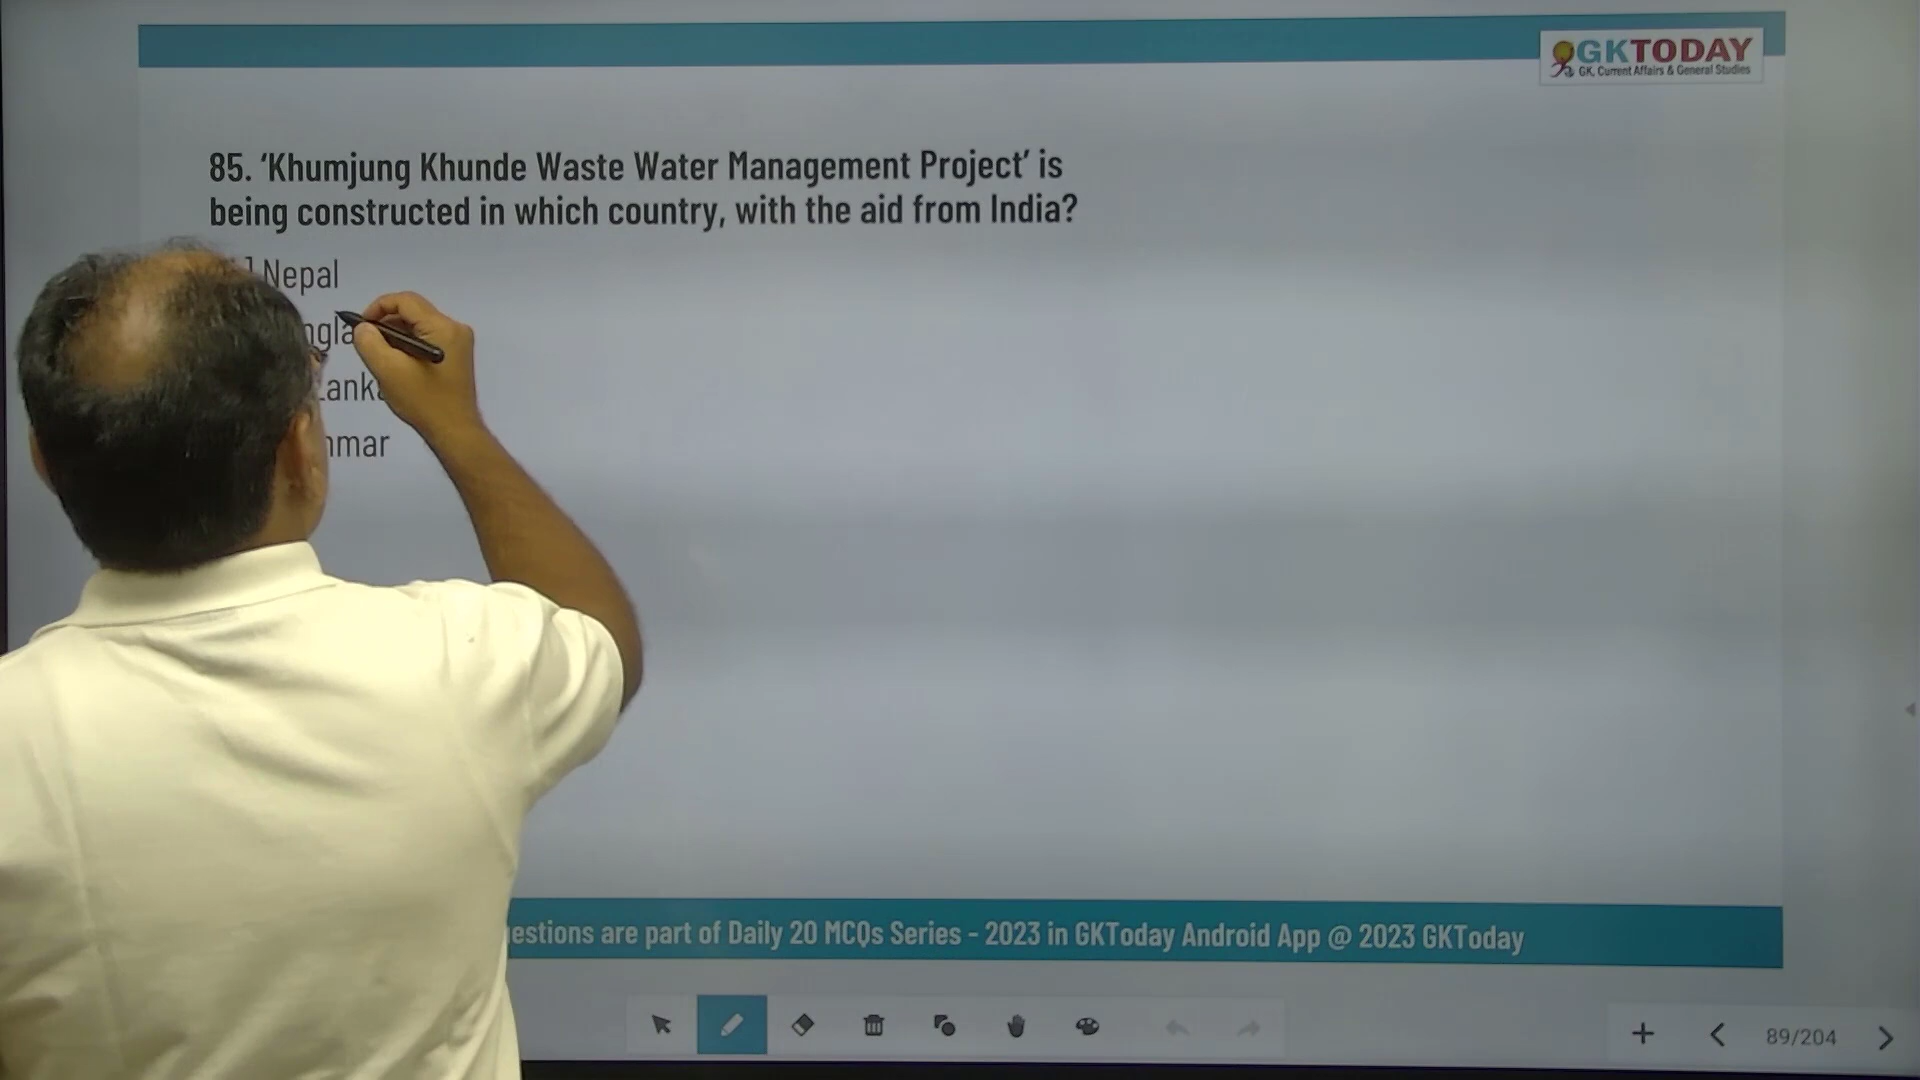 GKTODAY
GK, Current Affairs & General Studies
85. ‘Khumjung Khunde Waste Water Management Project’ is
being constructed in which country, with the aid from India?
] Nepal
ngla
Lanka
nmar
estions are part of Daily 20 MCQs Series - 2023 in GKToday Android App @ 2023 GKToday
89/204